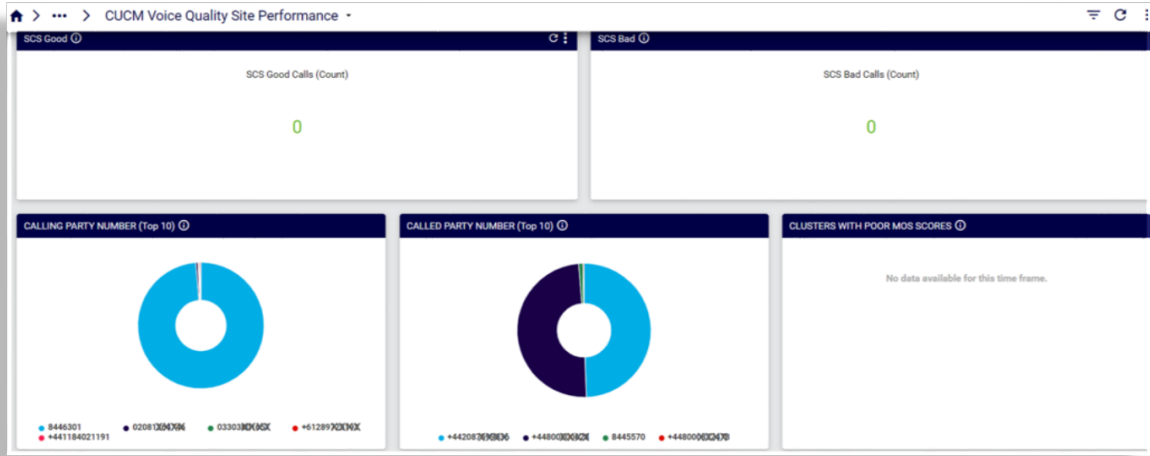 CUCM Voice Quality Site Performance
SCS Good
SCS Bad
SCS Good Calls (Count)
SCS Bad Calls (Count)
0
0
CALLING PARTY NUMBER (Top 10)
CALLED PARTY NUMBER (Top 10)
CLUSTERS WITH POOR MOS SCORES
No data available for this time frame.
8446301
+441184021191
8445570